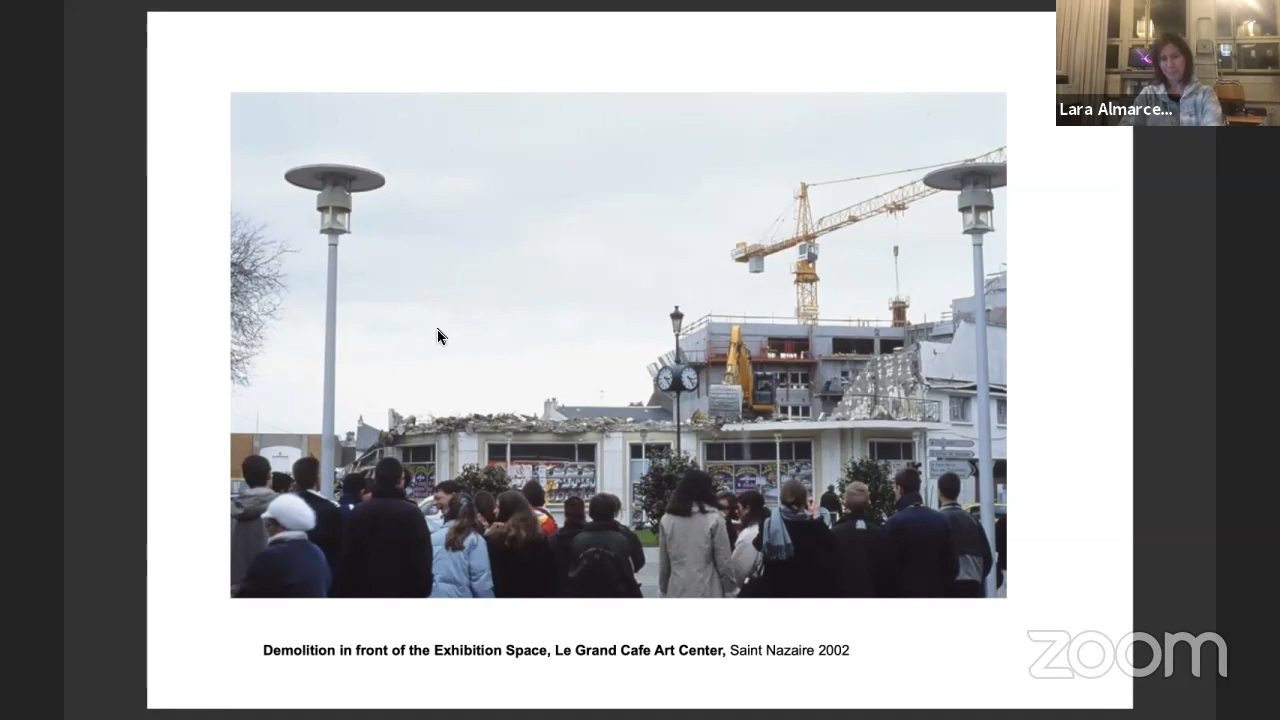 Lara Almarce...
Demolition in front of the Exhibition Space, Le Grand Cafe Art Center, Saint Nazaire 2002
zoom